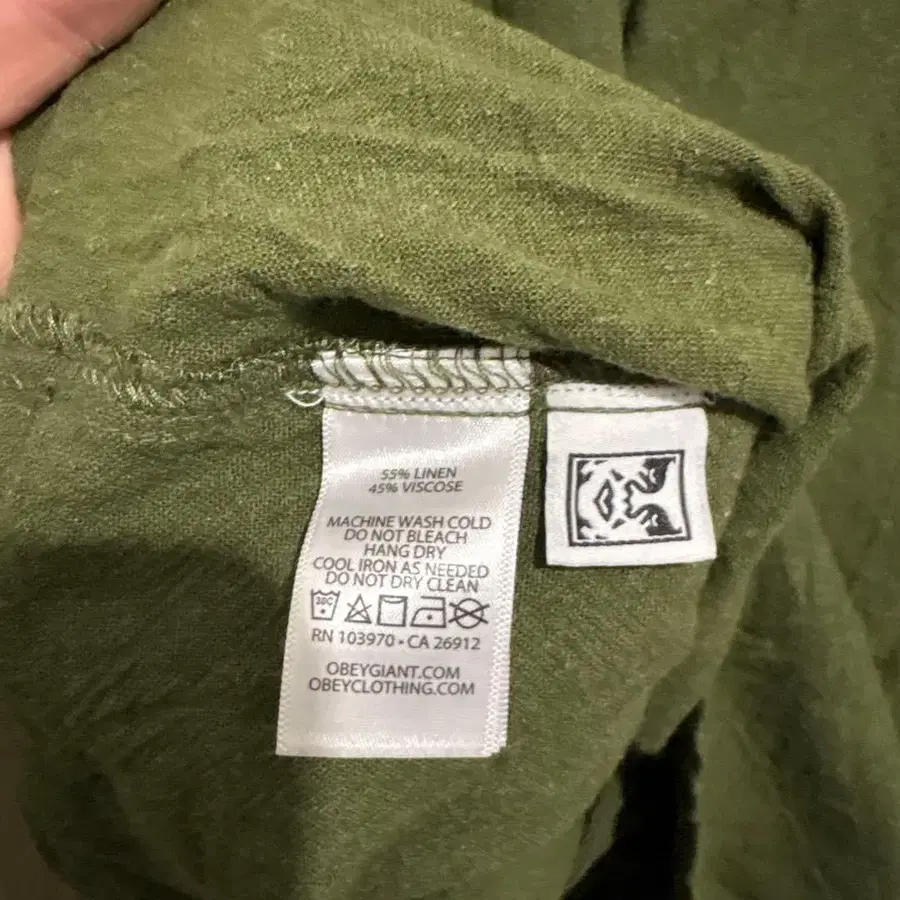 55% LINEN
45% VISCOSE
MACHINE WASH COLD
DO NOT BLEACH
HANG DRY
COOL IRON AS NEEDED
DO NOT DRY CLEAN
30C
RN 103970 • CA 26912
OBEYGIANT.COM
OBEYCLOTHING.COM